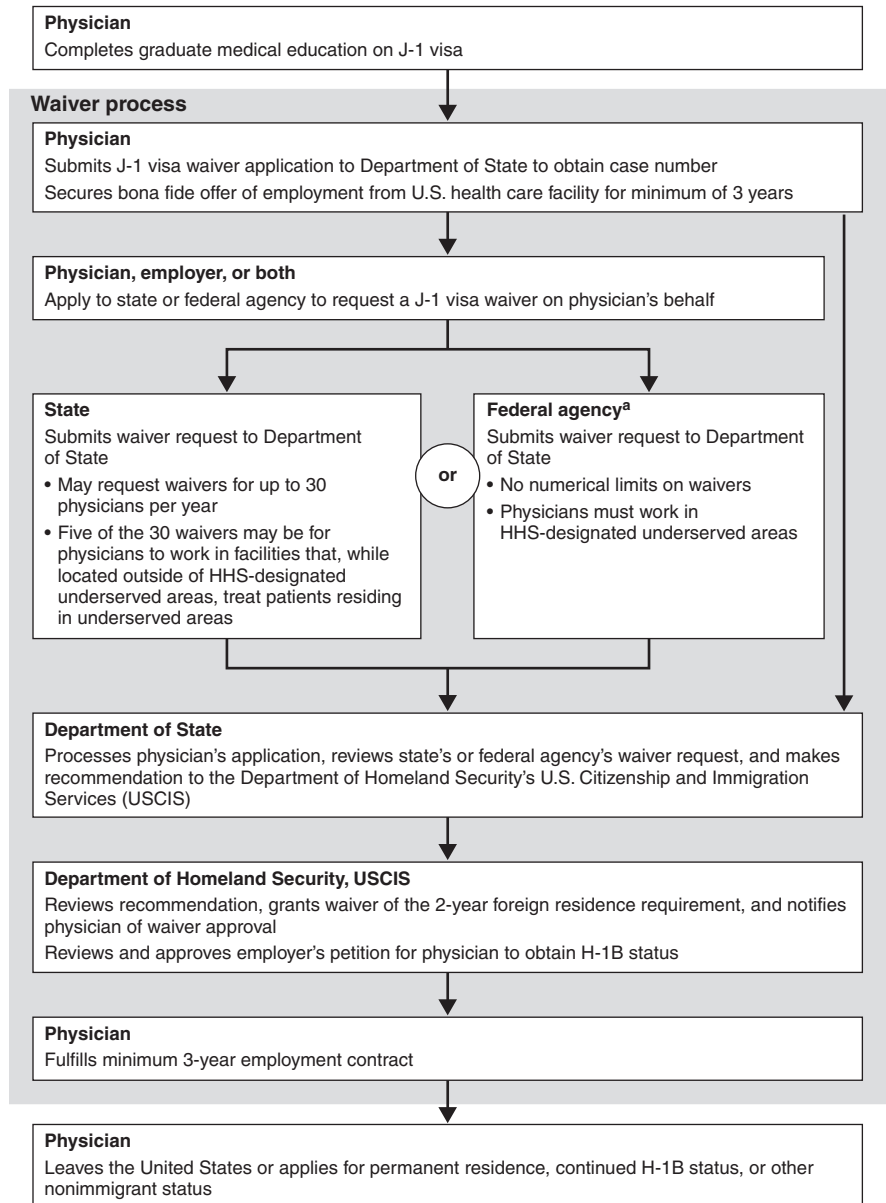 Physician
Completes graduate medical education on J-1 visa
Waiver process
Physician
Submits J-1 visa waiver application to Department of State to obtain case number
Secures bona fide offer of employment from U.S. health care facility for minimum of 3 years
Physician, employer, or both
Apply to state or federal agency to request a J-1 visa waiver on physician's behalf
State
Submits waiver request to Department
of State
• May request waivers for up to 30
physicians per year
• Five of the 30 waivers may be for
physicians to work in facilities that, while
located outside of HHS-designated
underserved areas, treat patients residing
in underserved areas
or
Federal agencyᵃ
Submits waiver request to Department
of State
• No numerical limits on waivers
• Physicians must work in
HHS-designated underserved areas
Department of State
Processes physician's application, reviews state's or federal agency's waiver request, and makes
recommendation to the Department of Homeland Security's U.S. Citizenship and Immigration
Services (USCIS)
Department of Homeland Security, USCIS
Reviews recommendation, grants waiver of the 2-year foreign residence requirement, and notifies
physician of waiver approval
Reviews and approves employer's petition for physician to obtain H-1B status
Physician
Fulfills minimum 3-year employment contract
Physician
Leaves the United States or applies for permanent residence, continued H-1B status, or other
nonimmigrant status